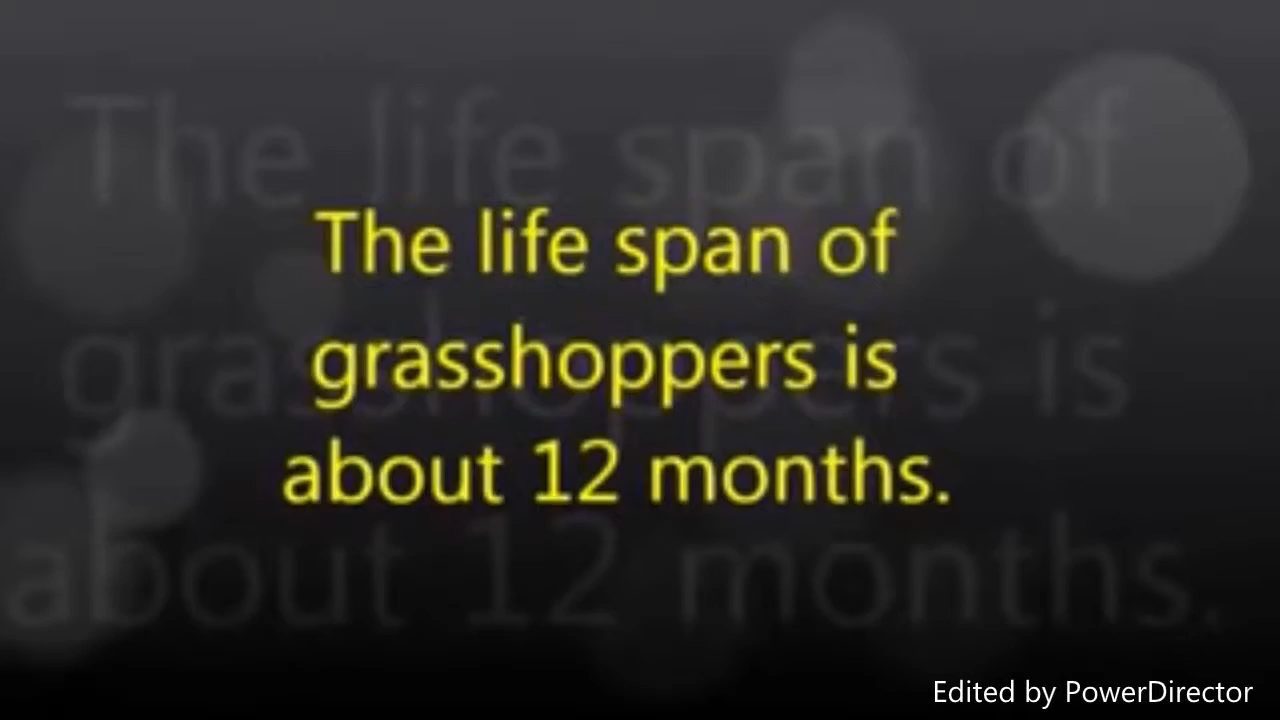 The life span of
grasshoppers is
about 12 months.
Edited by PowerDirector